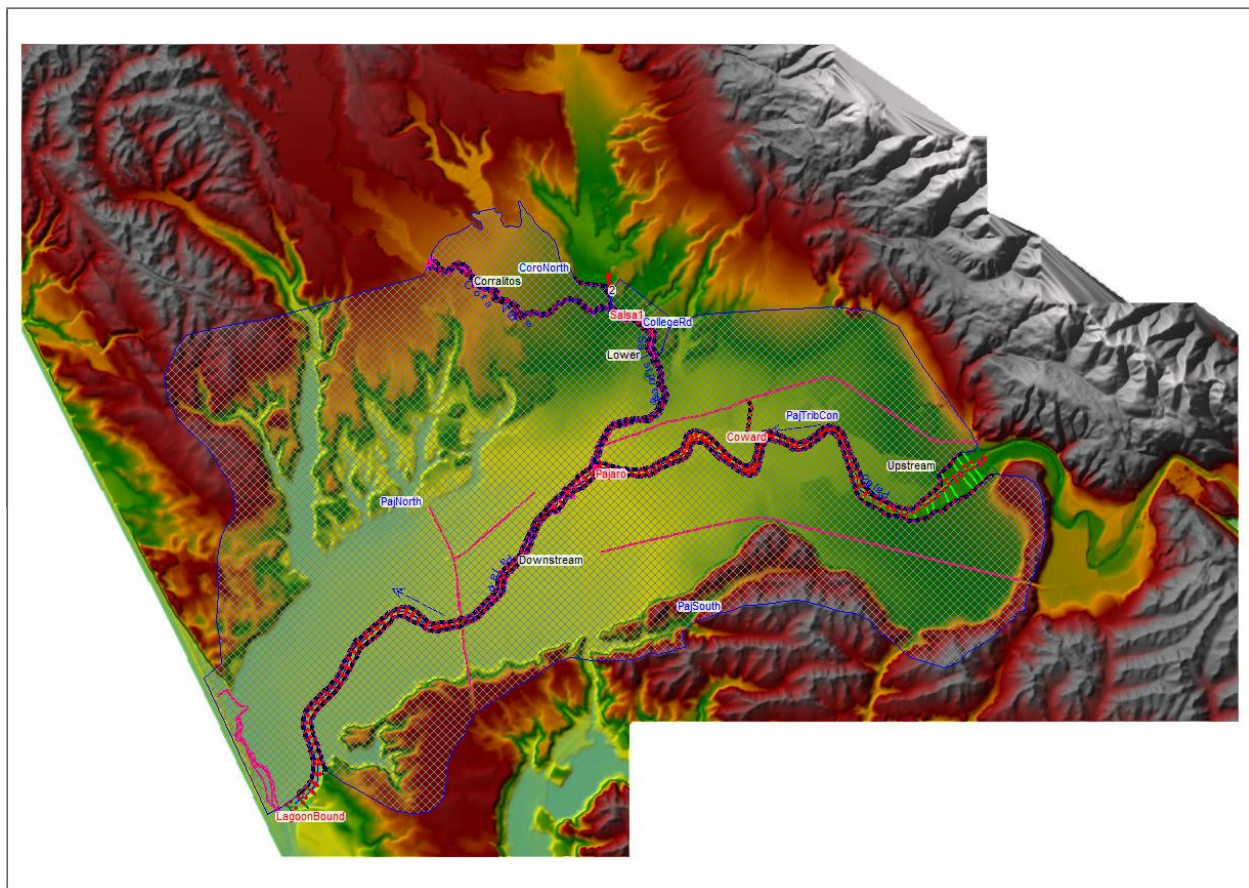 CoroNorth
Corralitos
2
Salsa1
CollegeRd
Lower
PajTribCon
Coward
Upstream
Pajaro
PajNorth
Downstream
PajSouth
LagoonBound